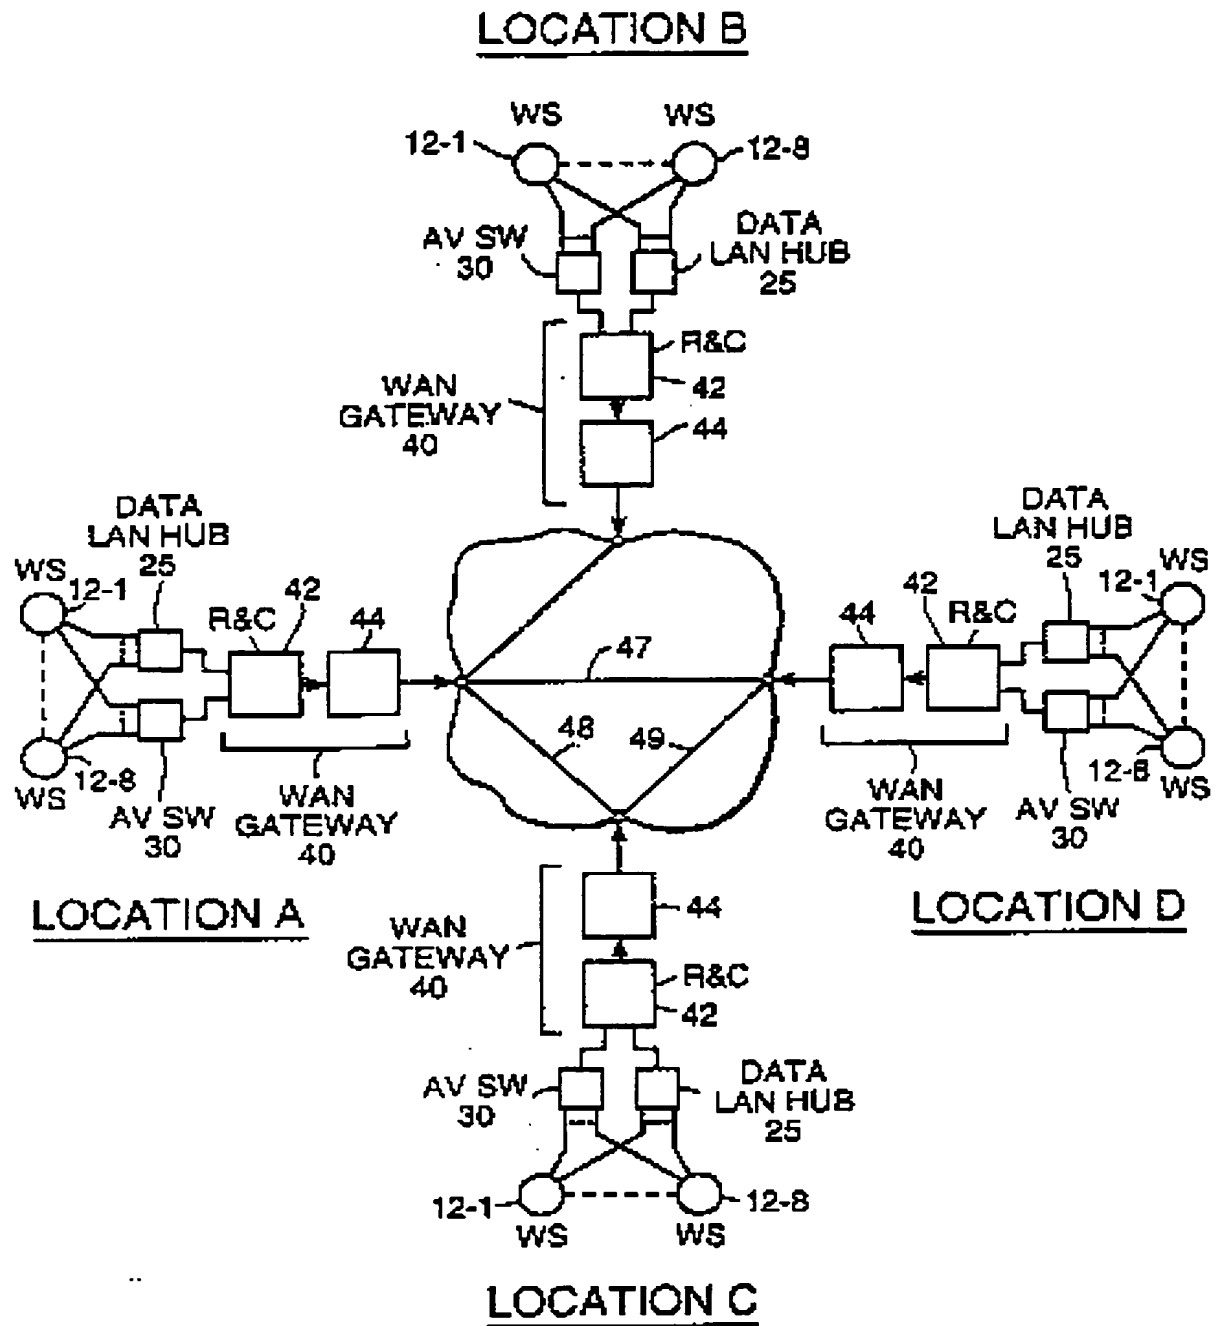 LOCATION B
WS WS
12-1 12-8
AV SW
30
DATA
LAN HUB
25
R&C
42
WAN
GATEWAY
40
44
DATA
LAN HUB
25
WS
12-1
R&C
42
44
12-8
WS
AV SW
30
WAN
GATEWAY
40
LOCATION A
47
48
49
DATA
LAN HUB
25
WS
12-1
42
R&C
44
12-8
WS
AV SW
30
WAN
GATEWAY
40
LOCATION D
44
WAN
GATEWAY
40
R&C
42
AV SW
30
DATA
LAN HUB
25
12-1 12-8
WS WS
LOCATION C